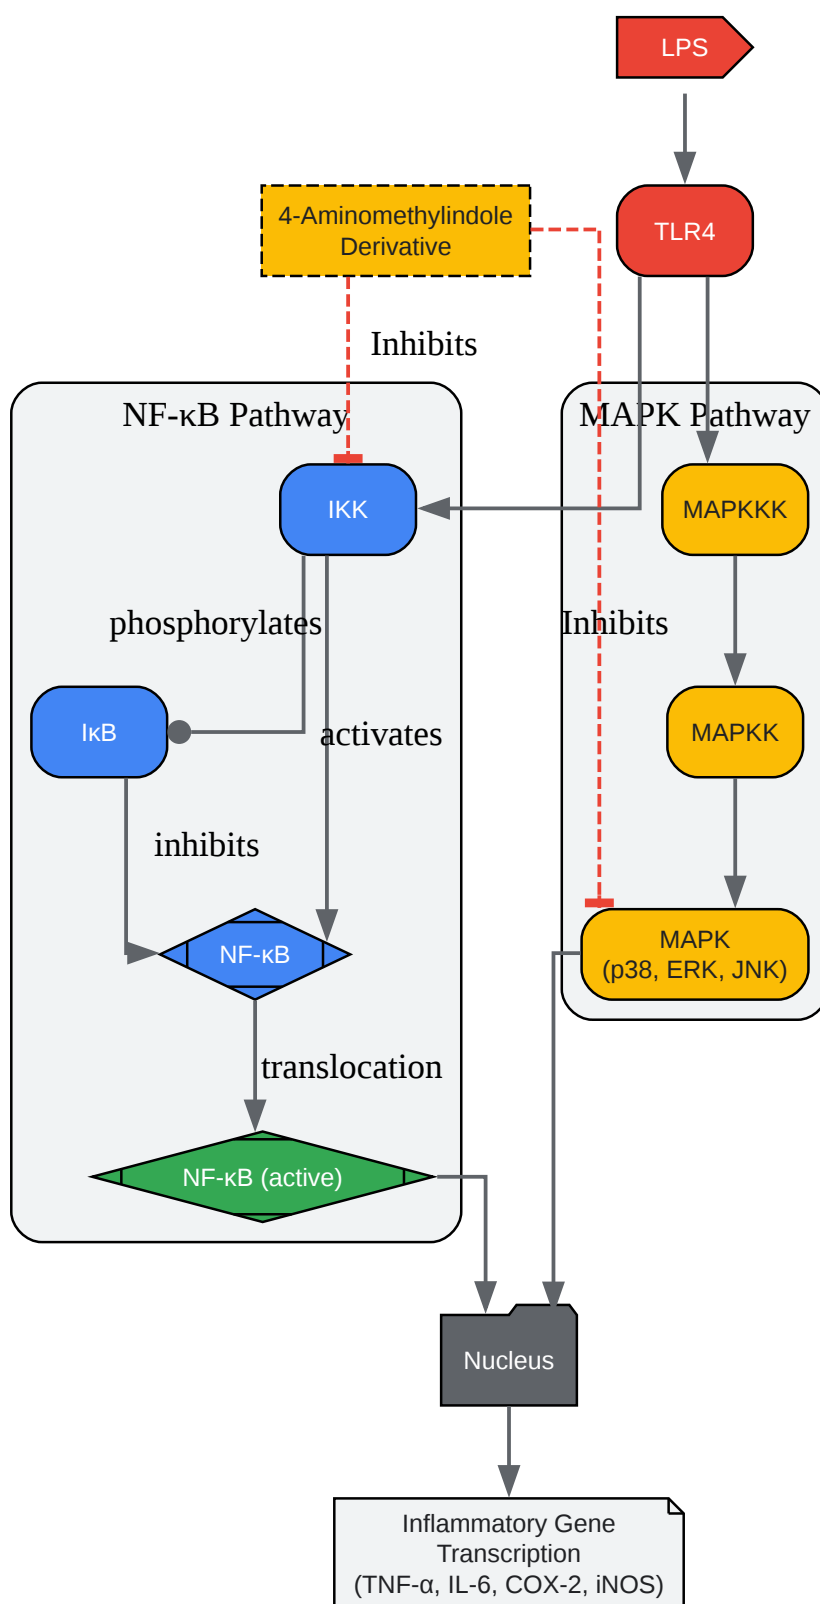 LPS
4-Aminomethylindole
Derivative
TLR4
Inhibits
NF-κB Pathway
MAPK Pathway
IKK
MAPKKK
phosphorylates
Inhibits
IκB
activates
MAPKK
inhibits
NF-κB
MAPK
(p38, ERK, JNK)
translocation
NF-κB (active)
Nucleus
Inflammatory Gene
Transcription
(TNF-α, IL-6, COX-2, iNOS)